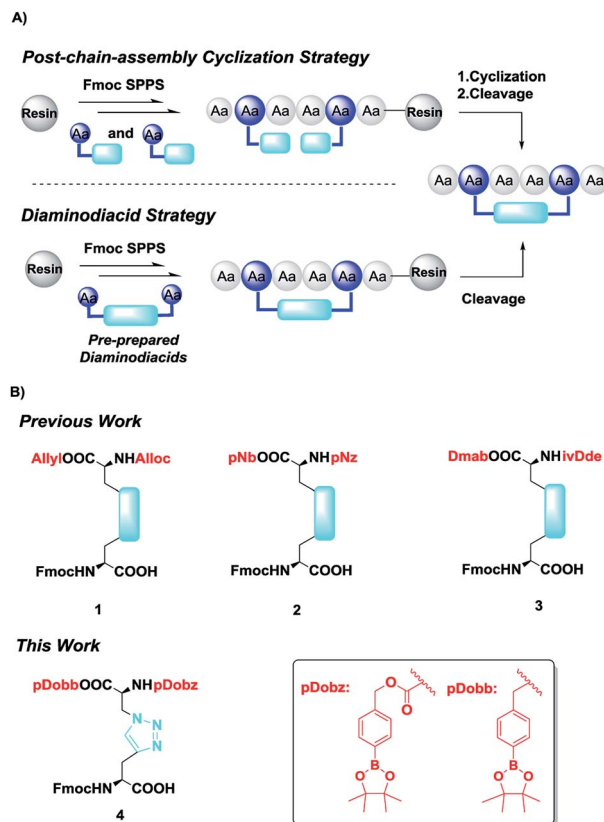 A)
Post-chain-assembly Cyclization Strategy
Fmoc SPPS
1.Cyclization
2.Cleavage
Resin
Aa and Aa
Aa Aa Aa Aa Aa Aa Resin
Aa Aa Aa Aa Aa Aa
Diaminodiacid Strategy
Fmoc SPPS
Resin
Aa Aa
Aa Aa Aa Aa Aa Aa Resin
Cleavage
Pre-prepared
Diaminodiacids
B)
Previous Work
AllylOOC NHAlloc
pNbOOC NHpNz
DmabOOC NHivDde
FmocHN COOH
FmocHN COOH
FmocHN COOH
1
2
3
This Work
pDobbOOC NHpDobz
N
N
N
FmocHN COOH
4
pDobz:
O
O
B
O O
pDobb:
B
O O